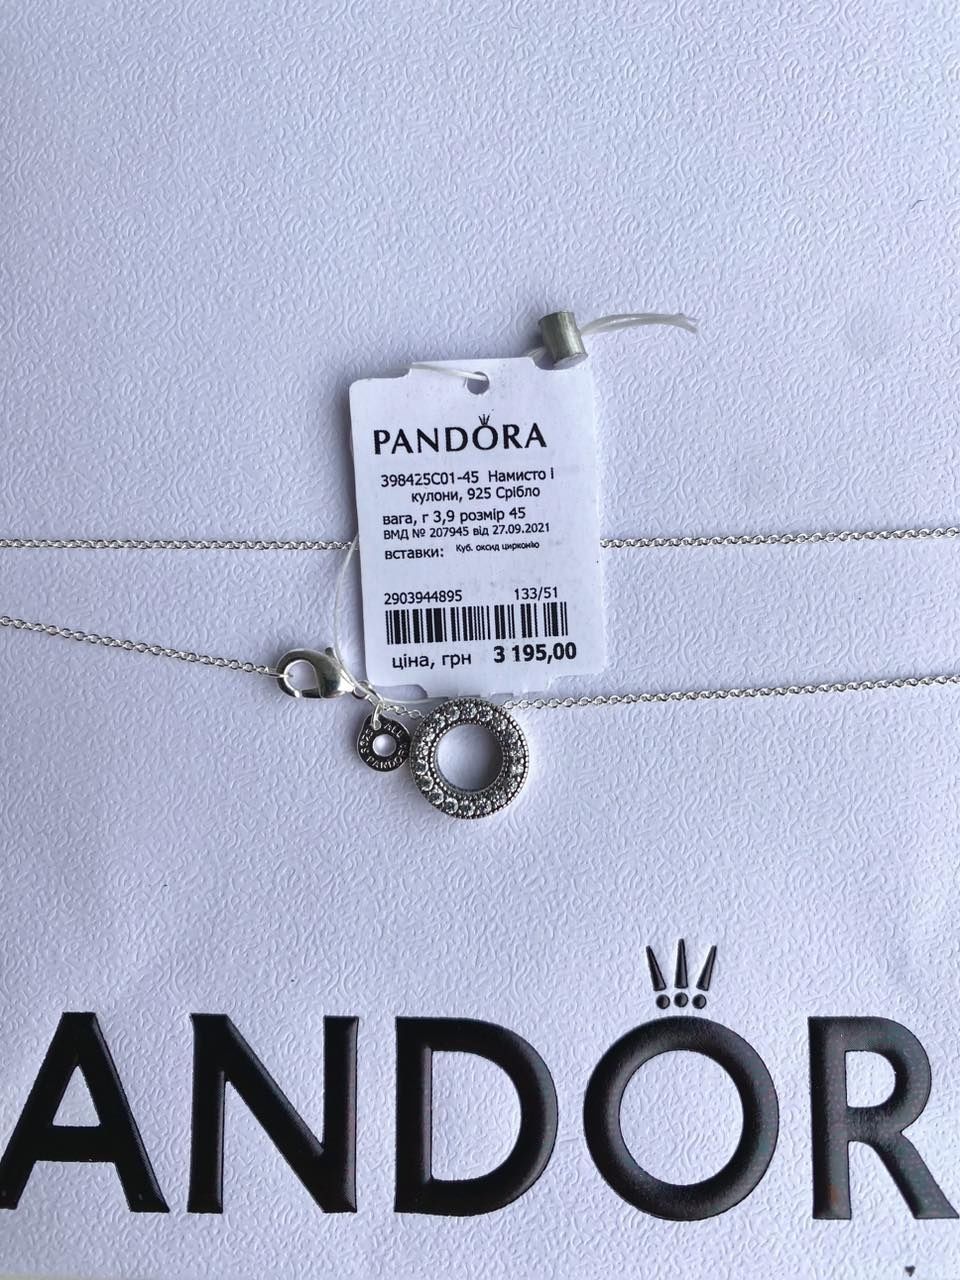 PANDORA
398425C01-45 Намисто і
кулони, 925 Срібло
вага, г 3,9 розмір 45
ВМД № 207945 від 27.09.2021
вставки: Куб. оксид цирконію
2903944895 133/51
ціна, грн 3 195,00
ALE
ANDOR